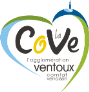 la
CoVe
l'agglomération
ventoux
comtat
venaissin